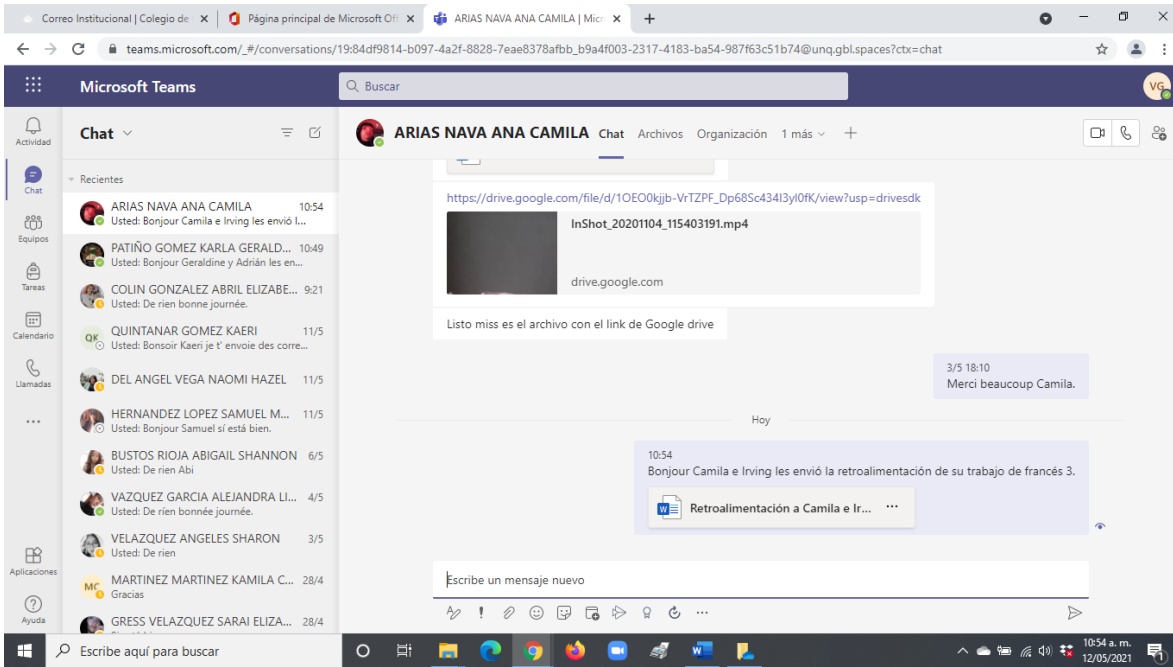 Correo Institucional | Colegio de
Página principal de Microsoft Off
ARIAS NAVA ANA CAMILA | Micro
teams.microsoft.com/_#/conversations/19:84df9814-b097-4a2f-8828-7eae8378afbb_b9a4f003-2317-4183-ba54-987f63c51b74@unq.gbl.spaces?ctx=chat
Microsoft Teams
Buscar
VG
Actividad
Chat
Equipos
Tareas
Calendario
Llamadas
Aplicaciones
Ayuda
Chat
Recientes
ARIAS NAVA ANA CAMILA 10:54
Usted: Bonjour Camila e Irving les envió l...
PATIÑO GOMEZ KARLA GERALD... 10:49
Usted: Bonjour Geraldine y Adrián les en...
COLIN GONZALEZ ABRIL ELIZABE... 9:21
Usted: De rien bonne journée.
QK
QUINTANAR GOMEZ KAERI 11/5
Usted: Bonsoir Kaeri je t' envoie des corre...
DEL ANGEL VEGA NAOMI HAZEL 11/5
HERNANDEZ LOPEZ SAMUEL M... 11/5
Usted: Bonjour Samuel sí está bien.
BUSTOS RIOJA ABIGAIL SHANNON 6/5
Usted: De rien Abi
VAZQUEZ GARCIA ALEJANDRA LI... 4/5
Usted: De ríen bonnée journée.
VELAZQUEZ ANGELES SHARON 3/5
Usted: De rien
MC
MARTINEZ MARTINEZ KAMILA C... 28/4
Gracias
GRESS VELAZQUEZ SARAI ELIZA... 28/4
ARIAS NAVA ANA CAMILA Chat Archivos Organización 1 más
https://drive.google.com/file/d/1OEO0kjjb-VrTZPF_Dp68Sc434I3yl0fK/view?usp=drivesdk
InShot_20201104_115403191.mp4
drive.google.com
Listo miss es el archivo con el link de Google drive
3/5 18:10
Merci beaucoup Camila.
Hoy
10:54
Bonjour Camila e Irving les envió la retroalimentación de su trabajo de francés 3.
Retroalimentación a Camila e Ir... ...
Escribe un mensaje nuevo
Escribe aquí para buscar
10:54 a. m.
12/05/2021
1